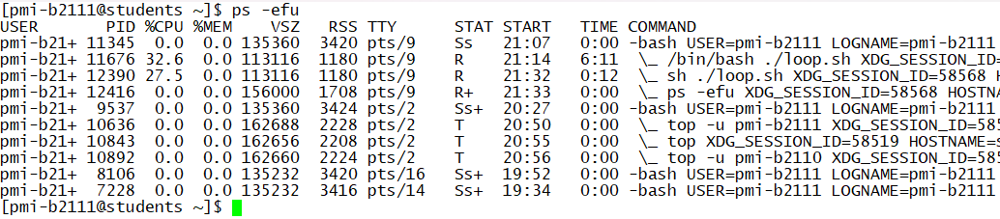 [pmi-b2111@students ~]$ ps -efu
USER       PID %CPU %MEM    VSZ   RSS TTY      STAT START   TIME COMMAND
pmi-b21+ 11345  0.0  0.0 135360  3420 pts/9    Ss   21:07   0:00 -bash USER=pmi-b2111 LOGNAME=pmi-b2111
pmi-b21+ 11676 32.6  0.0 113116  1180 pts/9    R    21:14   6:11  \_ /bin/bash ./loop.sh XDG_SESSION_ID=
pmi-b21+ 12390 27.5  0.0 113116  1180 pts/9    R    21:32   0:12  \_ sh ./loop.sh XDG_SESSION_ID=58568 H
pmi-b21+ 12416  0.0  0.0 156000  1708 pts/9    R+   21:33   0:00  \_ ps -efu XDG_SESSION_ID=58568 HOSTNA
pmi-b21+  9537  0.0  0.0 135360  3424 pts/2    Ss+  20:27   0:00 -bash USER=pmi-b2111 LOGNAME=pmi-b2111
pmi-b21+ 10636  0.0  0.0 162688  2228 pts/2    T    20:50   0:00  \_ top -u pmi-b2111 XDG_SESSION_ID=585
pmi-b21+ 10843  0.0  0.0 162656  2208 pts/2    T    20:55   0:00  \_ top XDG_SESSION_ID=58519 HOSTNAME=s
pmi-b21+ 10892  0.0  0.0 162660  2224 pts/2    T    20:56   0:00  \_ top -u pmi-b2110 XDG_SESSION_ID=585
pmi-b21+  8106  0.0  0.0 135232  3420 pts/16   Ss+  19:52   0:00 -bash USER=pmi-b2111 LOGNAME=pmi-b2111
pmi-b21+  7228  0.0  0.0 135232  3416 pts/14   Ss+  19:34   0:00 -bash USER=pmi-b2111 LOGNAME=pmi-b2111
[pmi-b2111@students ~]$